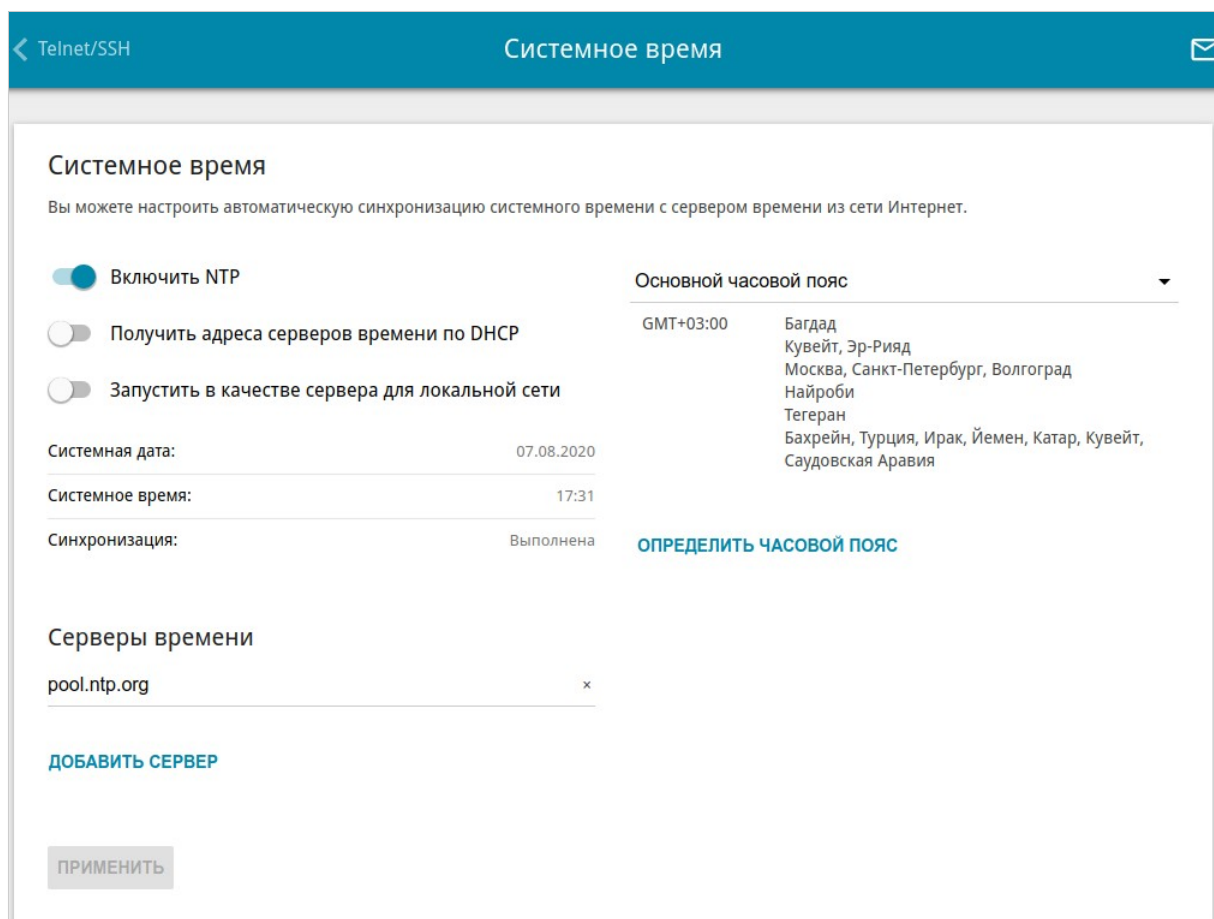 Telnet/SSH
Системное время
Системное время
Вы можете настроить автоматическую синхронизацию системного времени с сервером времени из сети Интернет.
Включить NTP
Получить адреса серверов времени по DHCP
Запустить в качестве сервера для локальной сети
Системная дата: 07.08.2020
Системное время: 17:31
Синхронизация: Выполнена
Основной часовой пояс
GMT+03:00 Багдад
Кувейт, Эр-Рияд
Москва, Санкт-Петербург, Волгоград
Найроби
Тегеран
Бахрейн, Турция, Ирак, Йемен, Катар, Кувейт,
Саудовская Аравия
ОПРЕДЕЛИТЬ ЧАСОВОЙ ПОЯС
Серверы времени
pool.ntp.org ×
ДОБАВИТЬ СЕРВЕР
ПРИМЕНИТЬ